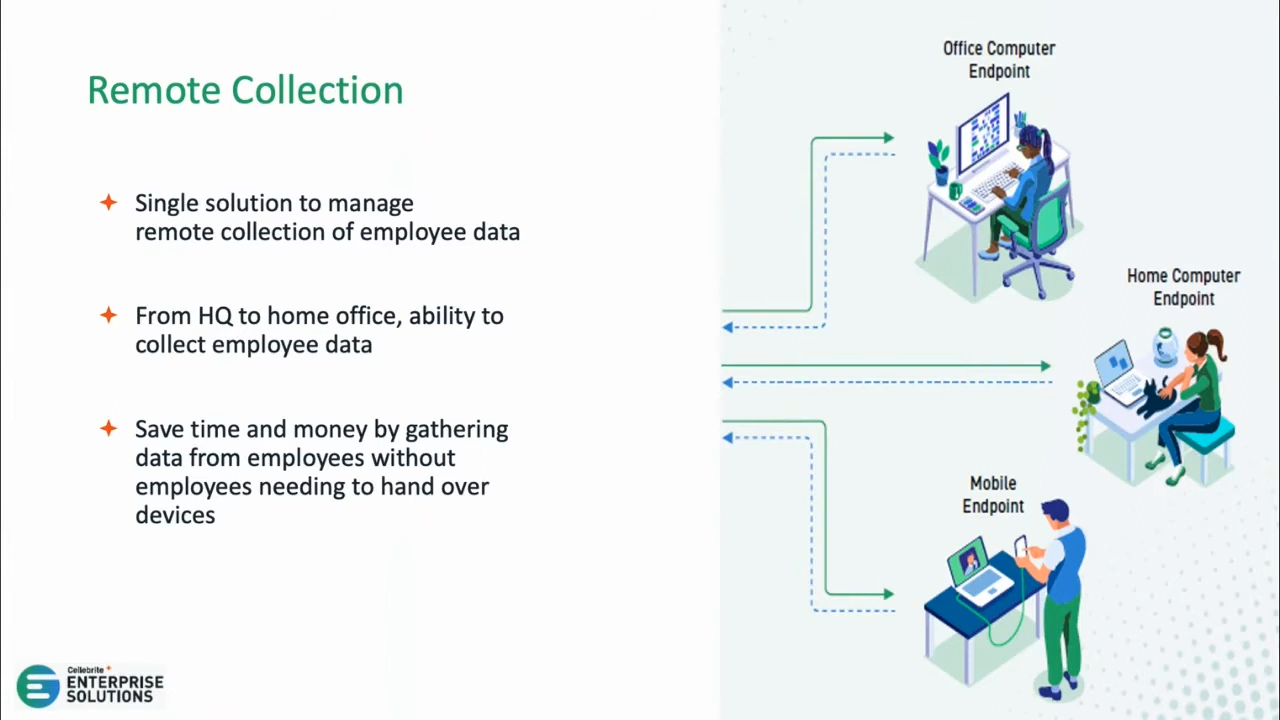 Remote Collection
Single solution to manage
remote collection of employee data
From HQ to home office, ability to
collect employee data
Save time and money by gathering
data from employees without
employees needing to hand over
devices
Office Computer
Endpoint
Home Computer
Endpoint
Mobile
Endpoint
Cellebrite
ENTERPRISE
SOLUTIONS